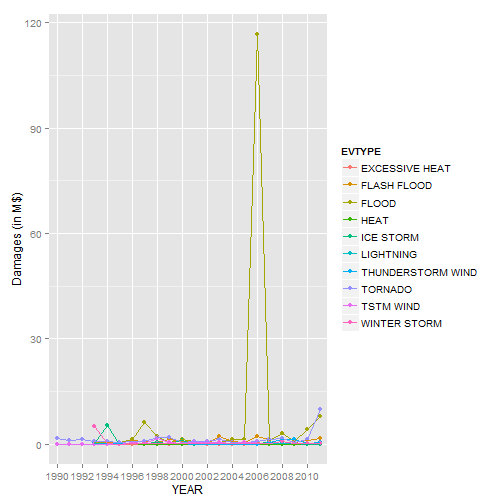 120
90
60
30
0
Damages (in M$)
1990 1992 1994 1996 1998 2000 2002 2004 2006 2008 2010
YEAR
EVTYPE
EXCESSIVE HEAT
FLASH FLOOD
FLOOD
HEAT
ICE STORM
LIGHTNING
THUNDERSTORM WIND
TORNADO
TSTM WIND
WINTER STORM